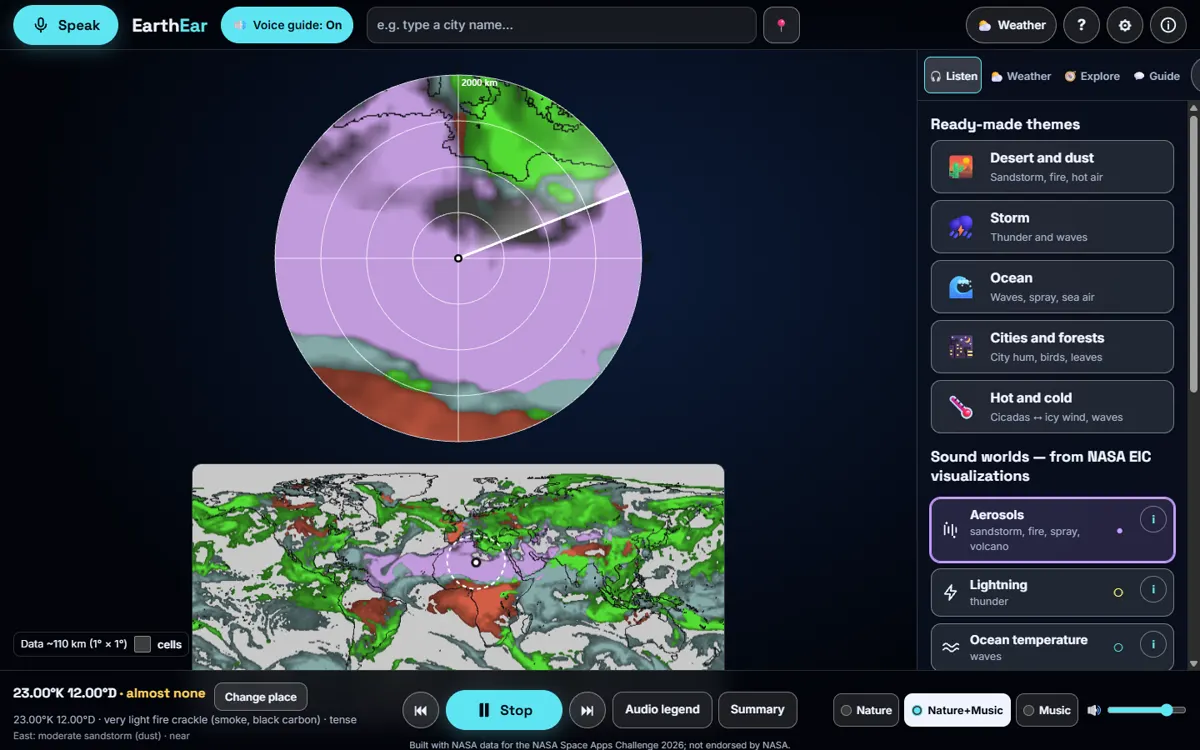 Speak
EarthEar
Voice guide: On
e.g. type a city name...
Weather
?
Listen
Weather
Explore
Guide
2000 km
Ready-made themes
Desert and dust
Sandstorm, fire, hot air
Storm
Thunder and waves
Ocean
Waves, spray, sea air
Cities and forests
City hum, birds, leaves
Hot and cold
Cicadas ↔ icy wind, waves
Sound worlds — from NASA EIC
visualizations
Aerosols
sandstorm, fire, spray,
volcano
i
Lightning
thunder
i
Ocean temperature
waves
i
Data ~110 km (1° × 1°) cells
23.00°K 12.00°D · almost none
Change place
23.00°K 12.00°D · very light fire crackle (smoke, black carbon) · tense
East: moderate sandstorm (dust) · near
Stop
Audio legend
Summary
Nature
Nature+Music
Music
Built with NASA data for the NASA Space Apps Challenge 2026; not endorsed by NASA.